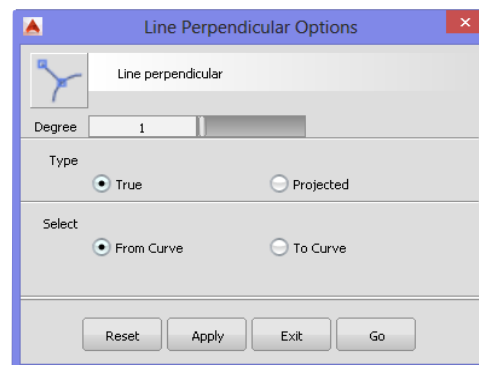 Line Perpendicular Options
Line perpendicular
Degree 1
Type
True Projected
Select
From Curve To Curve
Reset Apply Exit Go